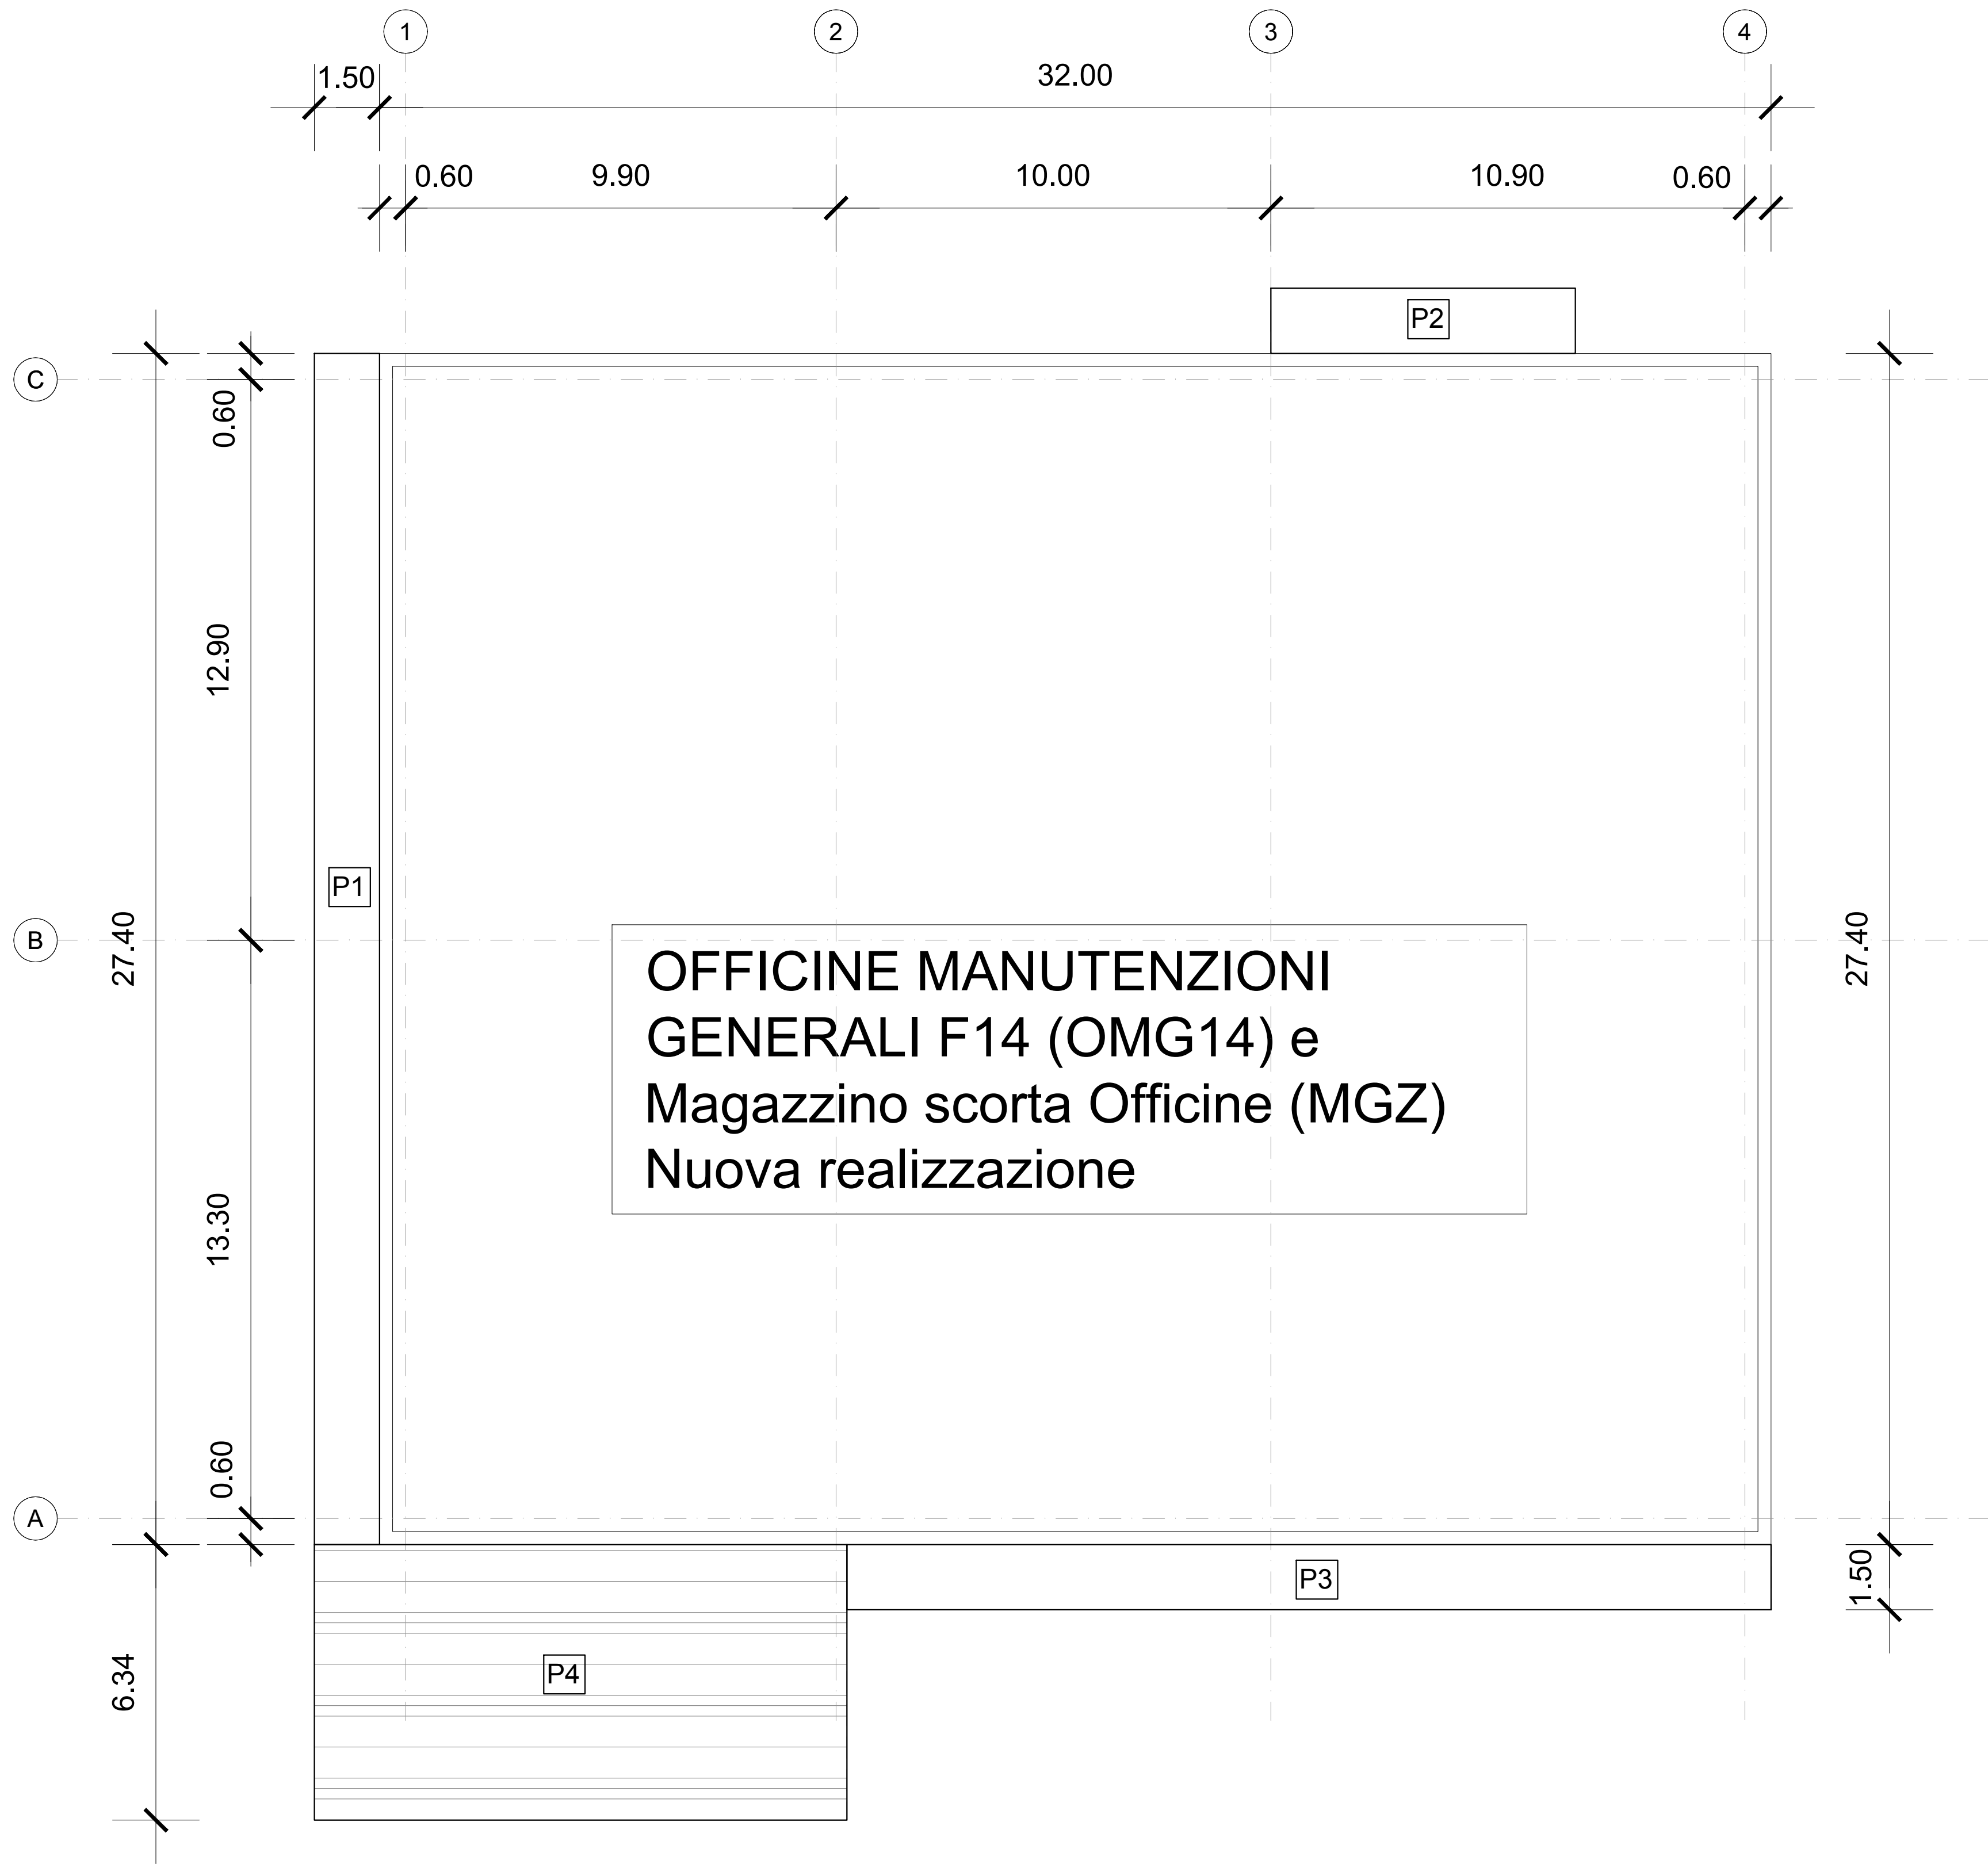 1
2
3
4
1.50
32.00
0.60
9.90
10.00
10.90
0.60
P2
C
0.60
12.90
P1
B
27.40
27.40
OFFICINE MANUTENZIONI
GENERALI F14 (OMG14) e
Magazzino scorta Officine (MGZ)
Nuova realizzazione
13.30
0.60
A
P3
1.50
P4
6.34